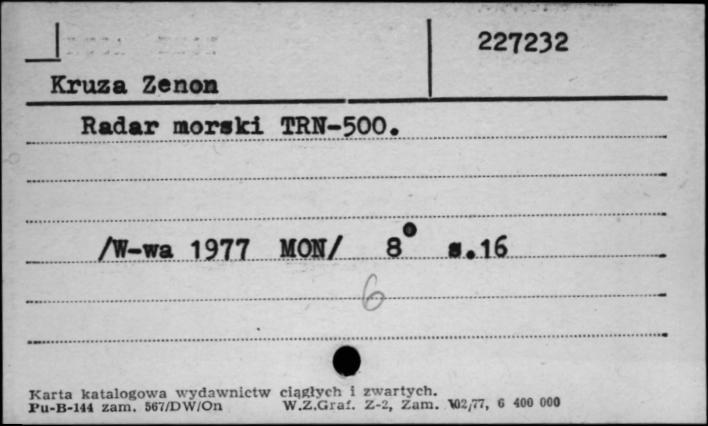 227232
Kruza Zenon
Radar morski TRN-500.
/W-wa 1977 MON/ 8° s.16
6
Karta katalogowa wydawnictw ciągłych i zwartych.
Pu-B-144 zam. 567/DW/On W.Z.Graf. Z-2, Zam. 102/77, 6 400 000